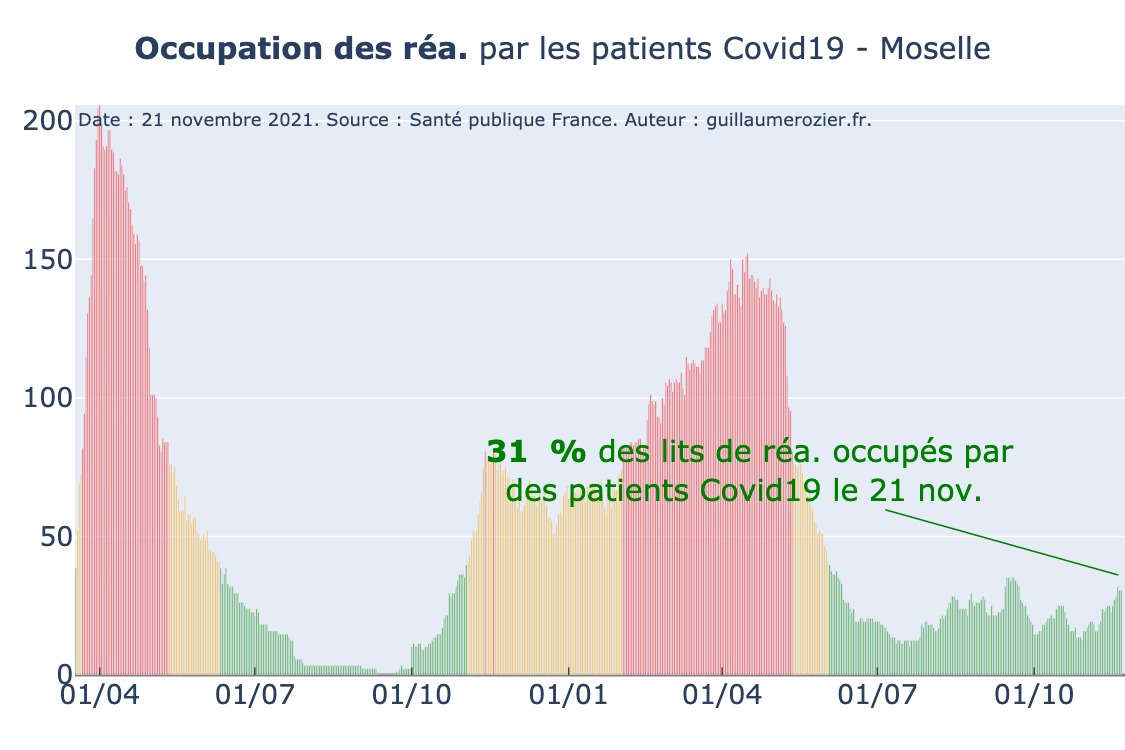 Occupation des réa. par les patients Covid19 - Moselle
200
Date : 21 novembre 2021. Source : Santé publique France. Auteur : guillaumerozier.fr.
150
100
31 % des lits de réa. occupés par
des patients Covid19 le 21 nov.
50
0
01/04 01/07 01/10 01/01 01/04 01/07 01/10